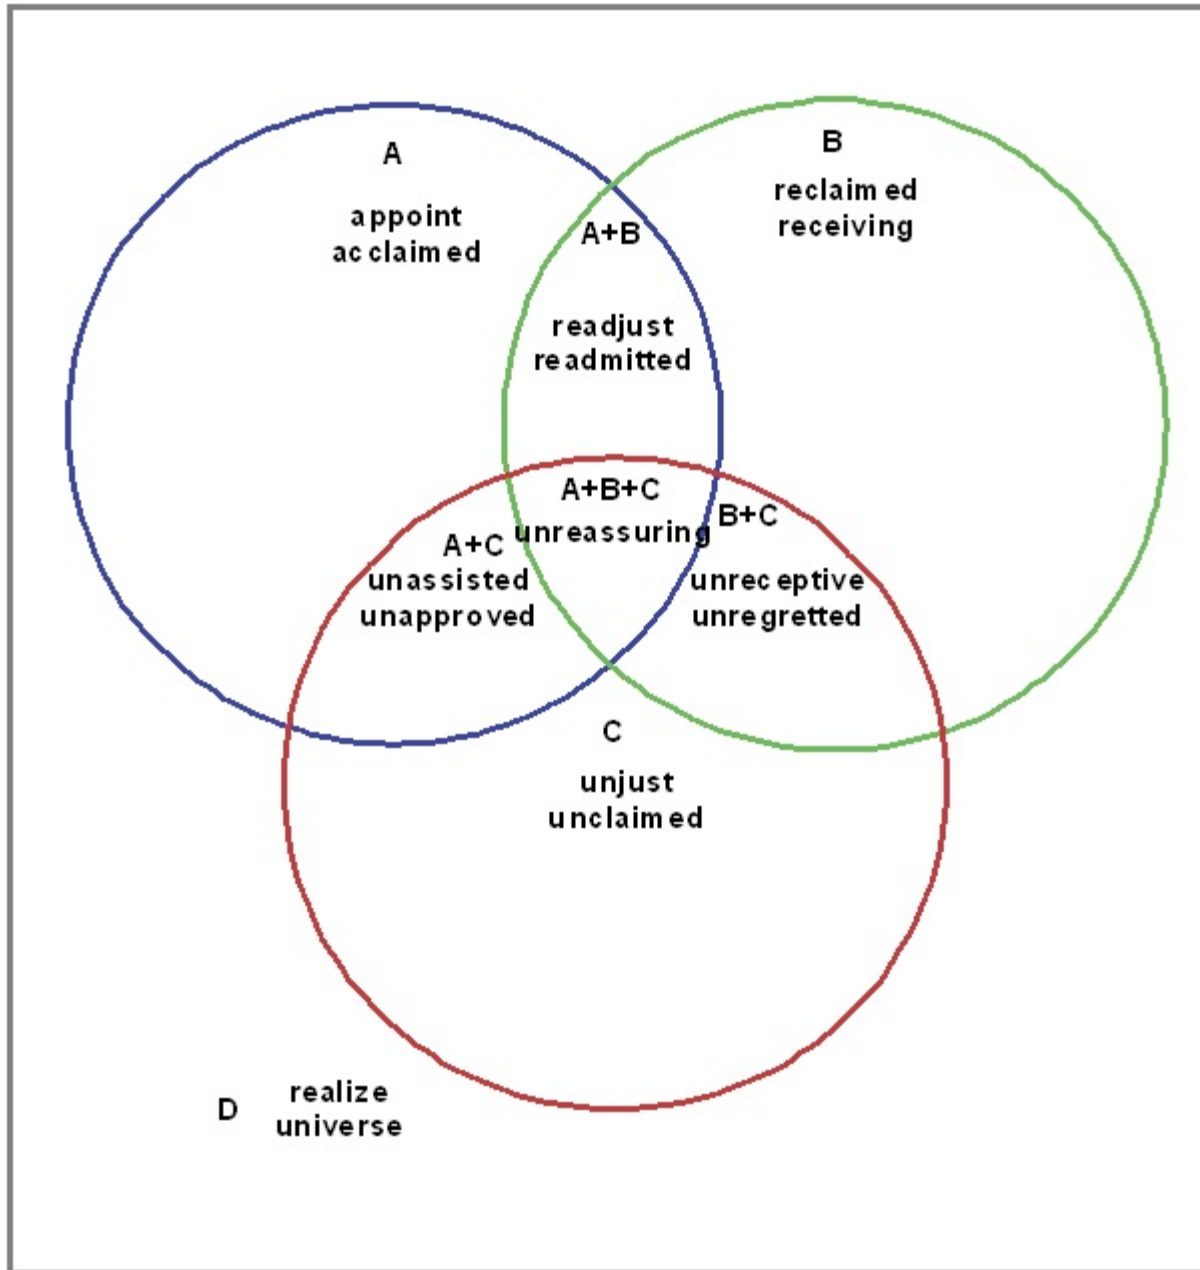 A
appoint
acclaimed
B
reclaimed
receiving
A+B
readjust
readmitted
A+B+C
unreassuring
A+C
unassisted
unapproved
B+C
unreceptive
unregretted
C
unjust
unclaimed
D
realize
universe